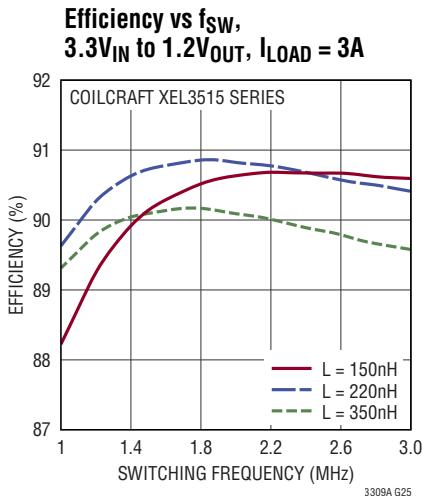 Efficiency vs fSW,
3.3VIN to 1.2VOUT, ILOAD = 3A
92
COILCRAFT XEL3515 SERIES
91
90
89
88
87
EFFICIENCY (%)
L = 150nH
L = 220nH
L = 350nH
1 1.4 1.8 2.2 2.6 3.0
SWITCHING FREQUENCY (MHz)
3309A G25